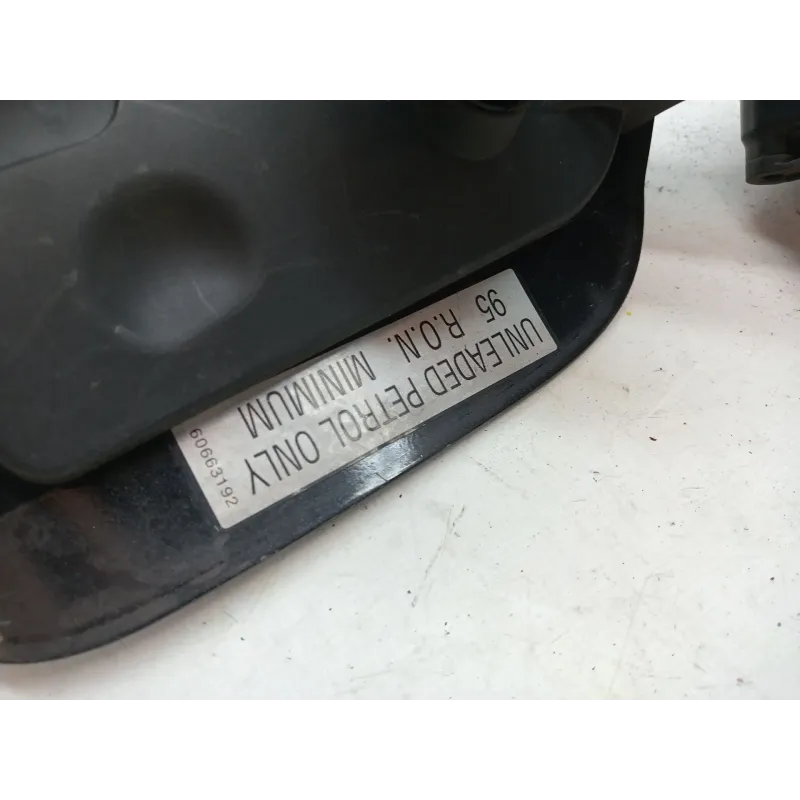 UNLEADED PETROL ONLY
95 R.O.N. MINIMUM
60663192